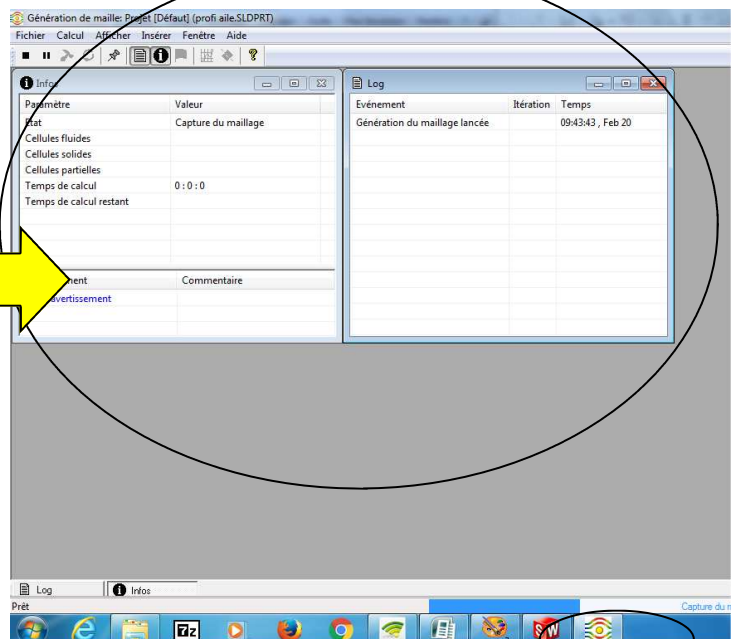 Génération de maille: Projet [Défaut] (profi aile.SLDPRT)
Fichier Calcul Afficher Insérer Fenêtre Aide
Infos
Paramètre Valeur
Etat Capture du maillage
Cellules fluides
Cellules solides
Cellules partielles
Temps de calcul 0 : 0 : 0
Temps de calcul restant
ment Commentaire
avertissement
Log
Evénement Itération Temps
Génération du maillage lancée 09:43:43 , Feb 20
Log Infos
Prêt Capture du m
7z
SW